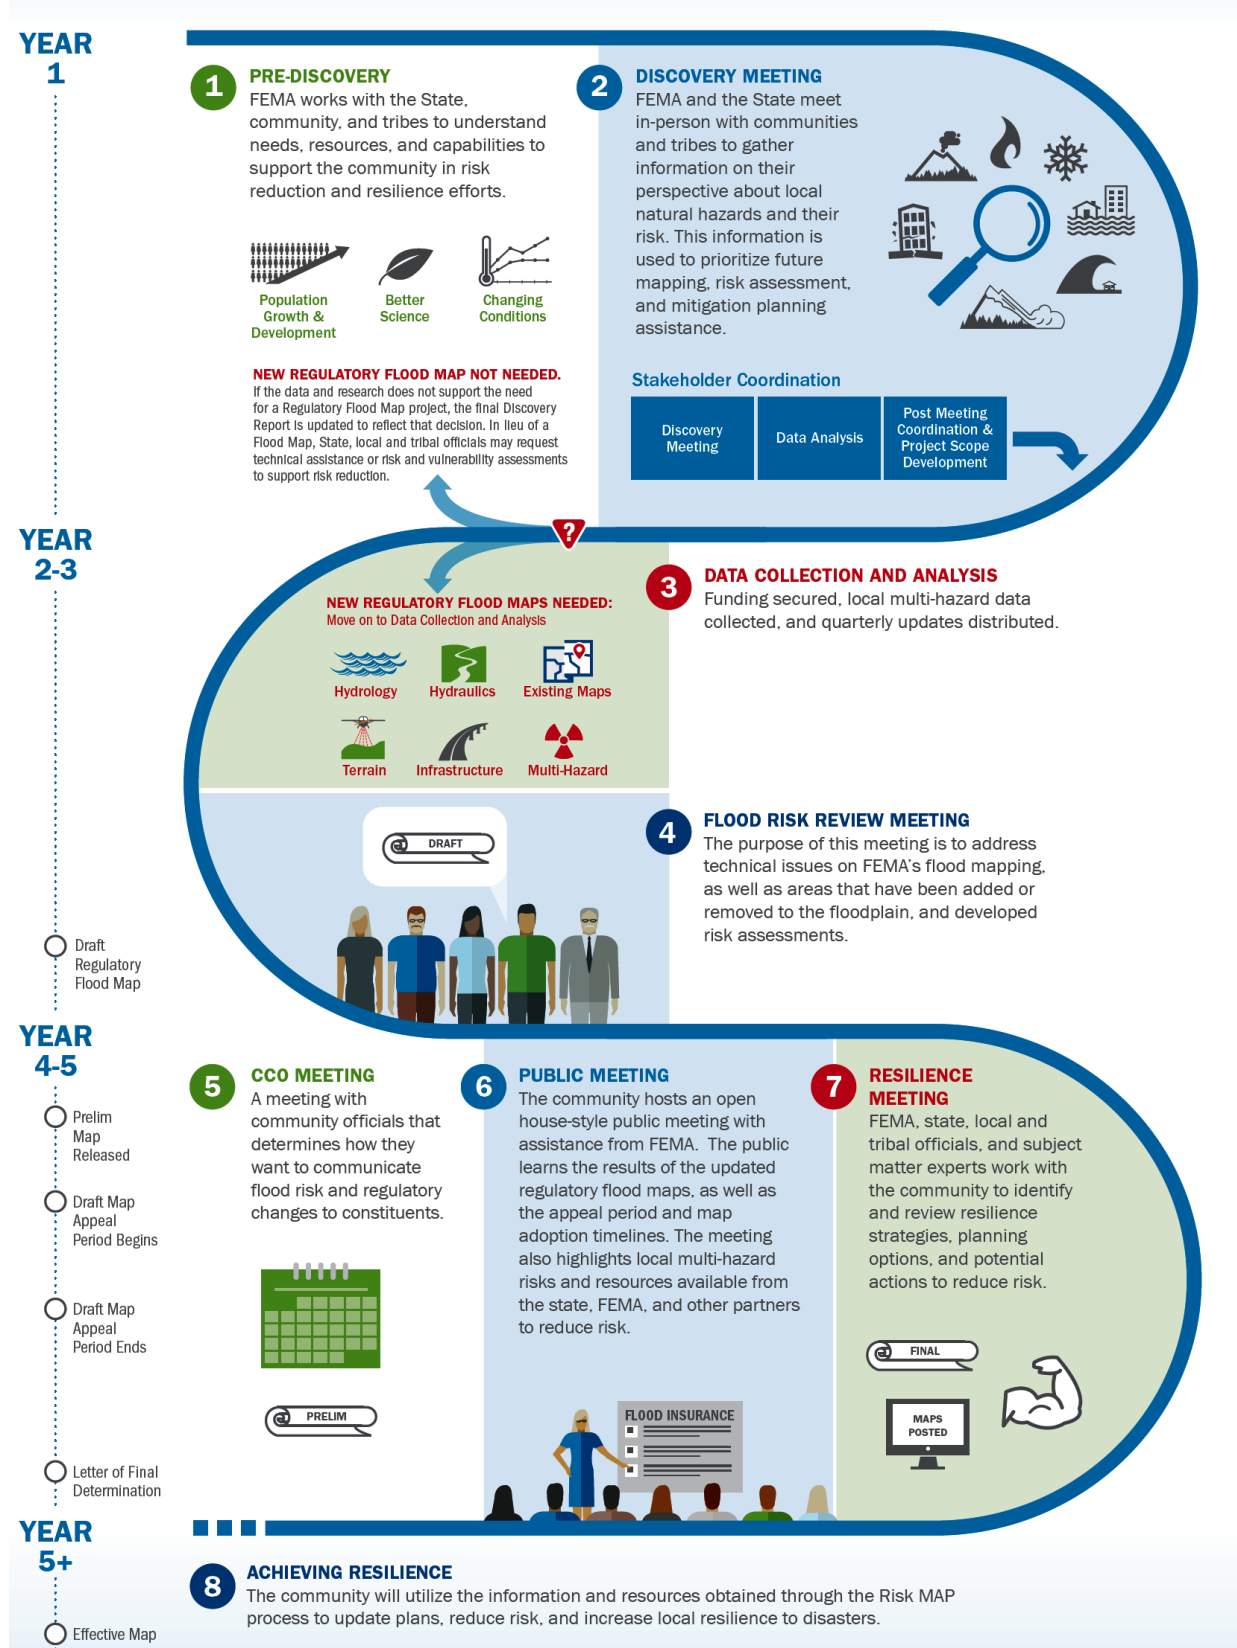 YEAR
1
1
PRE-DISCOVERY
FEMA works with the State,
community, and tribes to understand
needs, resources, and capabilities to
support the community in risk
reduction and resilience efforts.
Population
Growth &
Development
Better
Science
Changing
Conditions
NEW REGULATORY FLOOD MAP NOT NEEDED.
If the data and research does not support the need
for a Regulatory Flood Map project, the final Discovery
Report is updated to reflect that decision. In lieu of a
Flood Map, State, local and tribal officials may request
technical assistance or risk and vulnerability assessments
to support risk reduction.
2
DISCOVERY MEETING
FEMA and the State meet
in-person with communities
and tribes to gather
information on their
perspective about local
natural hazards and their
risk. This information is
used to prioritize future
mapping, risk assessment,
and mitigation planning
assistance.
Stakeholder Coordination
Discovery
Meeting
Data Analysis
Post Meeting
Coordination &
Project Scope
Development
YEAR
2-3
?
NEW REGULATORY FLOOD MAPS NEEDED:
Move on to Data Collection and Analysis
Hydrology
Hydraulics
Existing Maps
Terrain
Infrastructure
Multi-Hazard
3
DATA COLLECTION AND ANALYSIS
Funding secured, local multi-hazard data
collected, and quarterly updates distributed.
DRAFT
4
FLOOD RISK REVIEW MEETING
The purpose of this meeting is to address
technical issues on FEMA's flood mapping,
as well as areas that have been added or
removed to the floodplain, and developed
risk assessments.
Draft
Regulatory
Flood Map
YEAR
4-5
Prelim
Map
Released
Draft Map
Appeal
Period Begins
Draft Map
Appeal
Period Ends
Letter of Final
Determination
5
CCO MEETING
A meeting with
community officials that
determines how they
want to communicate
flood risk and regulatory
changes to constituents.
PRELIM
6
PUBLIC MEETING
The community hosts an open
house-style public meeting with
assistance from FEMA.  The public
learns the results of the updated
regulatory flood maps, as well as
the appeal period and map
adoption timelines. The meeting
also highlights local multi-hazard
risks and resources available from
the state, FEMA, and other partners
to reduce risk.
FLOOD INSURANCE
7
RESILIENCE
MEETING
FEMA, state, local and
tribal officials, and subject
matter experts work with
the community to identify
and review resilience
strategies, planning
options, and potential
actions to reduce risk.
FINAL
MAPS
POSTED
YEAR
5+
Effective Map
8
ACHIEVING RESILIENCE
The community will utilize the information and resources obtained through the Risk MAP
process to update plans, reduce risk, and increase local resilience to disasters.